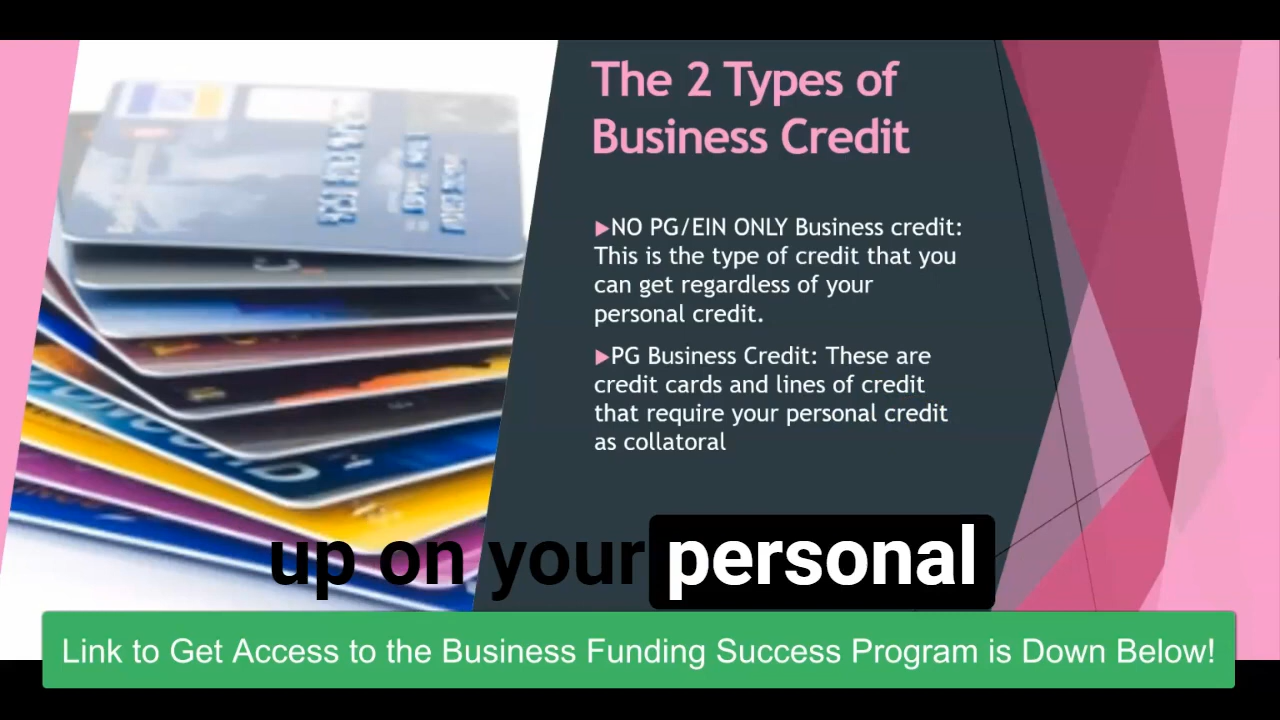 The 2 Types of
Business Credit
▶NO PG/EIN ONLY Business credit:
This is the type of credit that you
can get regardless of your
personal credit.
▶PG Business Credit: These are
credit cards and lines of credit
that require your personal credit
as collatoral
up on your personal
Link to Get Access to the Business Funding Success Program is Down Below!